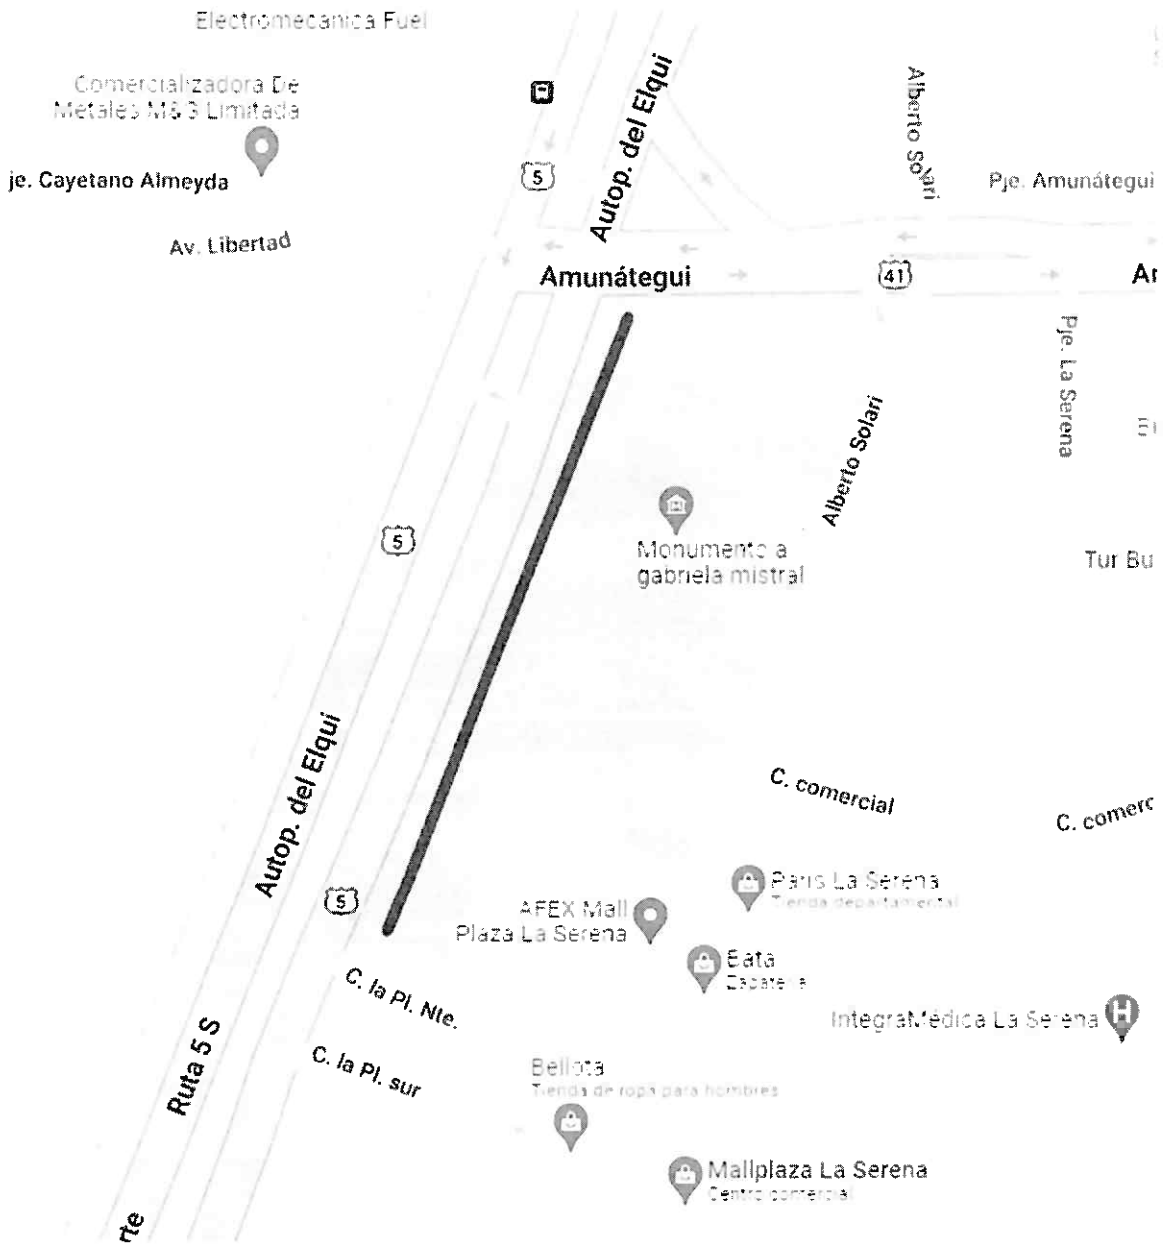 Electromecanica Fuel
Comercializadora De
Metales M&S Limitada
je. Cayetano Almeyda
Av. Libertad
5
Autop. del Elqui
Alberto Solari
Pje. Amunátegui
Amunátegui
41
Pje. La Serena
Alberto Solari
5
Monumento a
gabriela mistral
Tur Bu
Autop. del Elqui
C. comercial
C. comerc
5
Paris La Serena
Tienda departamental
AFEX Mall
Plaza La Serena
Bata
Zapatería
C. la Pl. Nte.
IntegraMédica La Serena
H
Ruta 5 S
C. la Pl. sur
Bellota
Tienda de ropa para hombres
Mallplaza La Serena
Centro comercial
rte